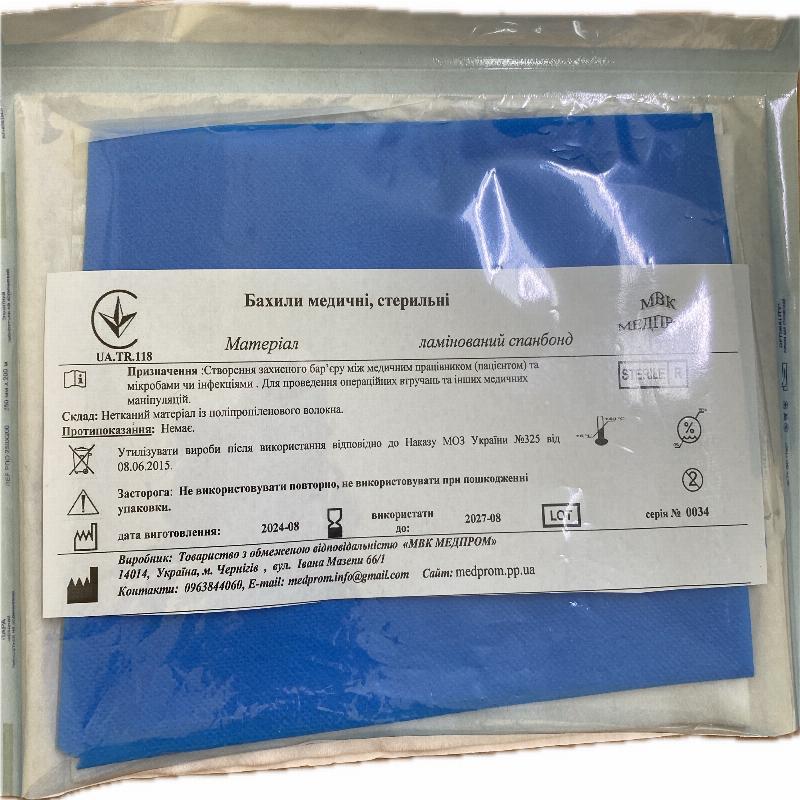 Бахили медичні, стерильні
МВК
МЕДПР
UA.TR.118
Матеріал ламінований спанбонд
Призначення :Створення захисного бар’єру між медичним працівником (пацієнтом) та
мікробами чи інфекціями . Для проведення операційних втручань та інших медичних
маніпуляцій.
STERILE R
Склад: Нетканий матеріал із поліпропіленового волокна.
Протипоказання: Немає.
Утилізувати вироби після використання відповідно до Наказу МОЗ України №325 від
08.06.2015.
Засторога: Не використовувати повторно, не використовувати при пошкодженні
упаковки.
дата виготовлення: 2024-08 використати до: 2027-08 LOT серія № 0034
Виробник: Товариство з обмеженою відповідальністю «МВК МЕДПРОМ»
14014, Україна, м. Чернігів , вул. Івана Мазепи 66/1
Контакти: 0963844060, E-mail: medprom.info@gmail.com Сайт: medprom.pp.ua